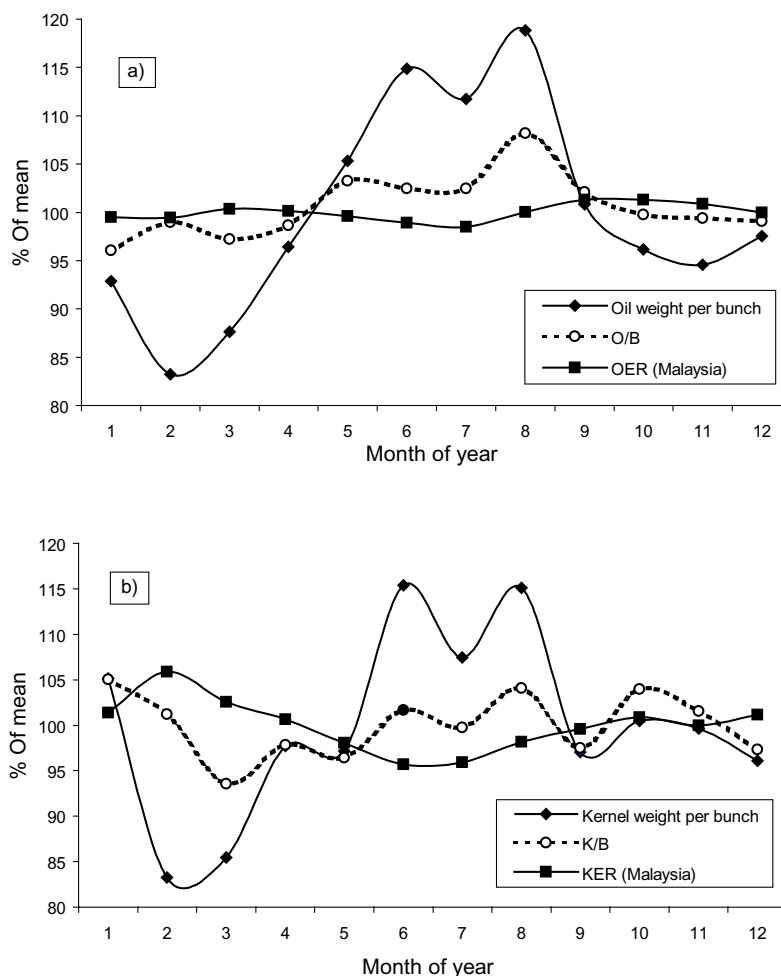 120
115
110
105
100
95
90
85
80
% Of mean
a)
Oil weight per bunch
O/B
OER (Malaysia)
1 2 3 4 5 6 7 8 9 10 11 12
Month of year
120
115
110
105
100
95
90
85
80
% Of mean
b)
Kernel weight per bunch
K/B
KER (Malaysia)
1 2 3 4 5 6 7 8 9 10 11 12
Month of year